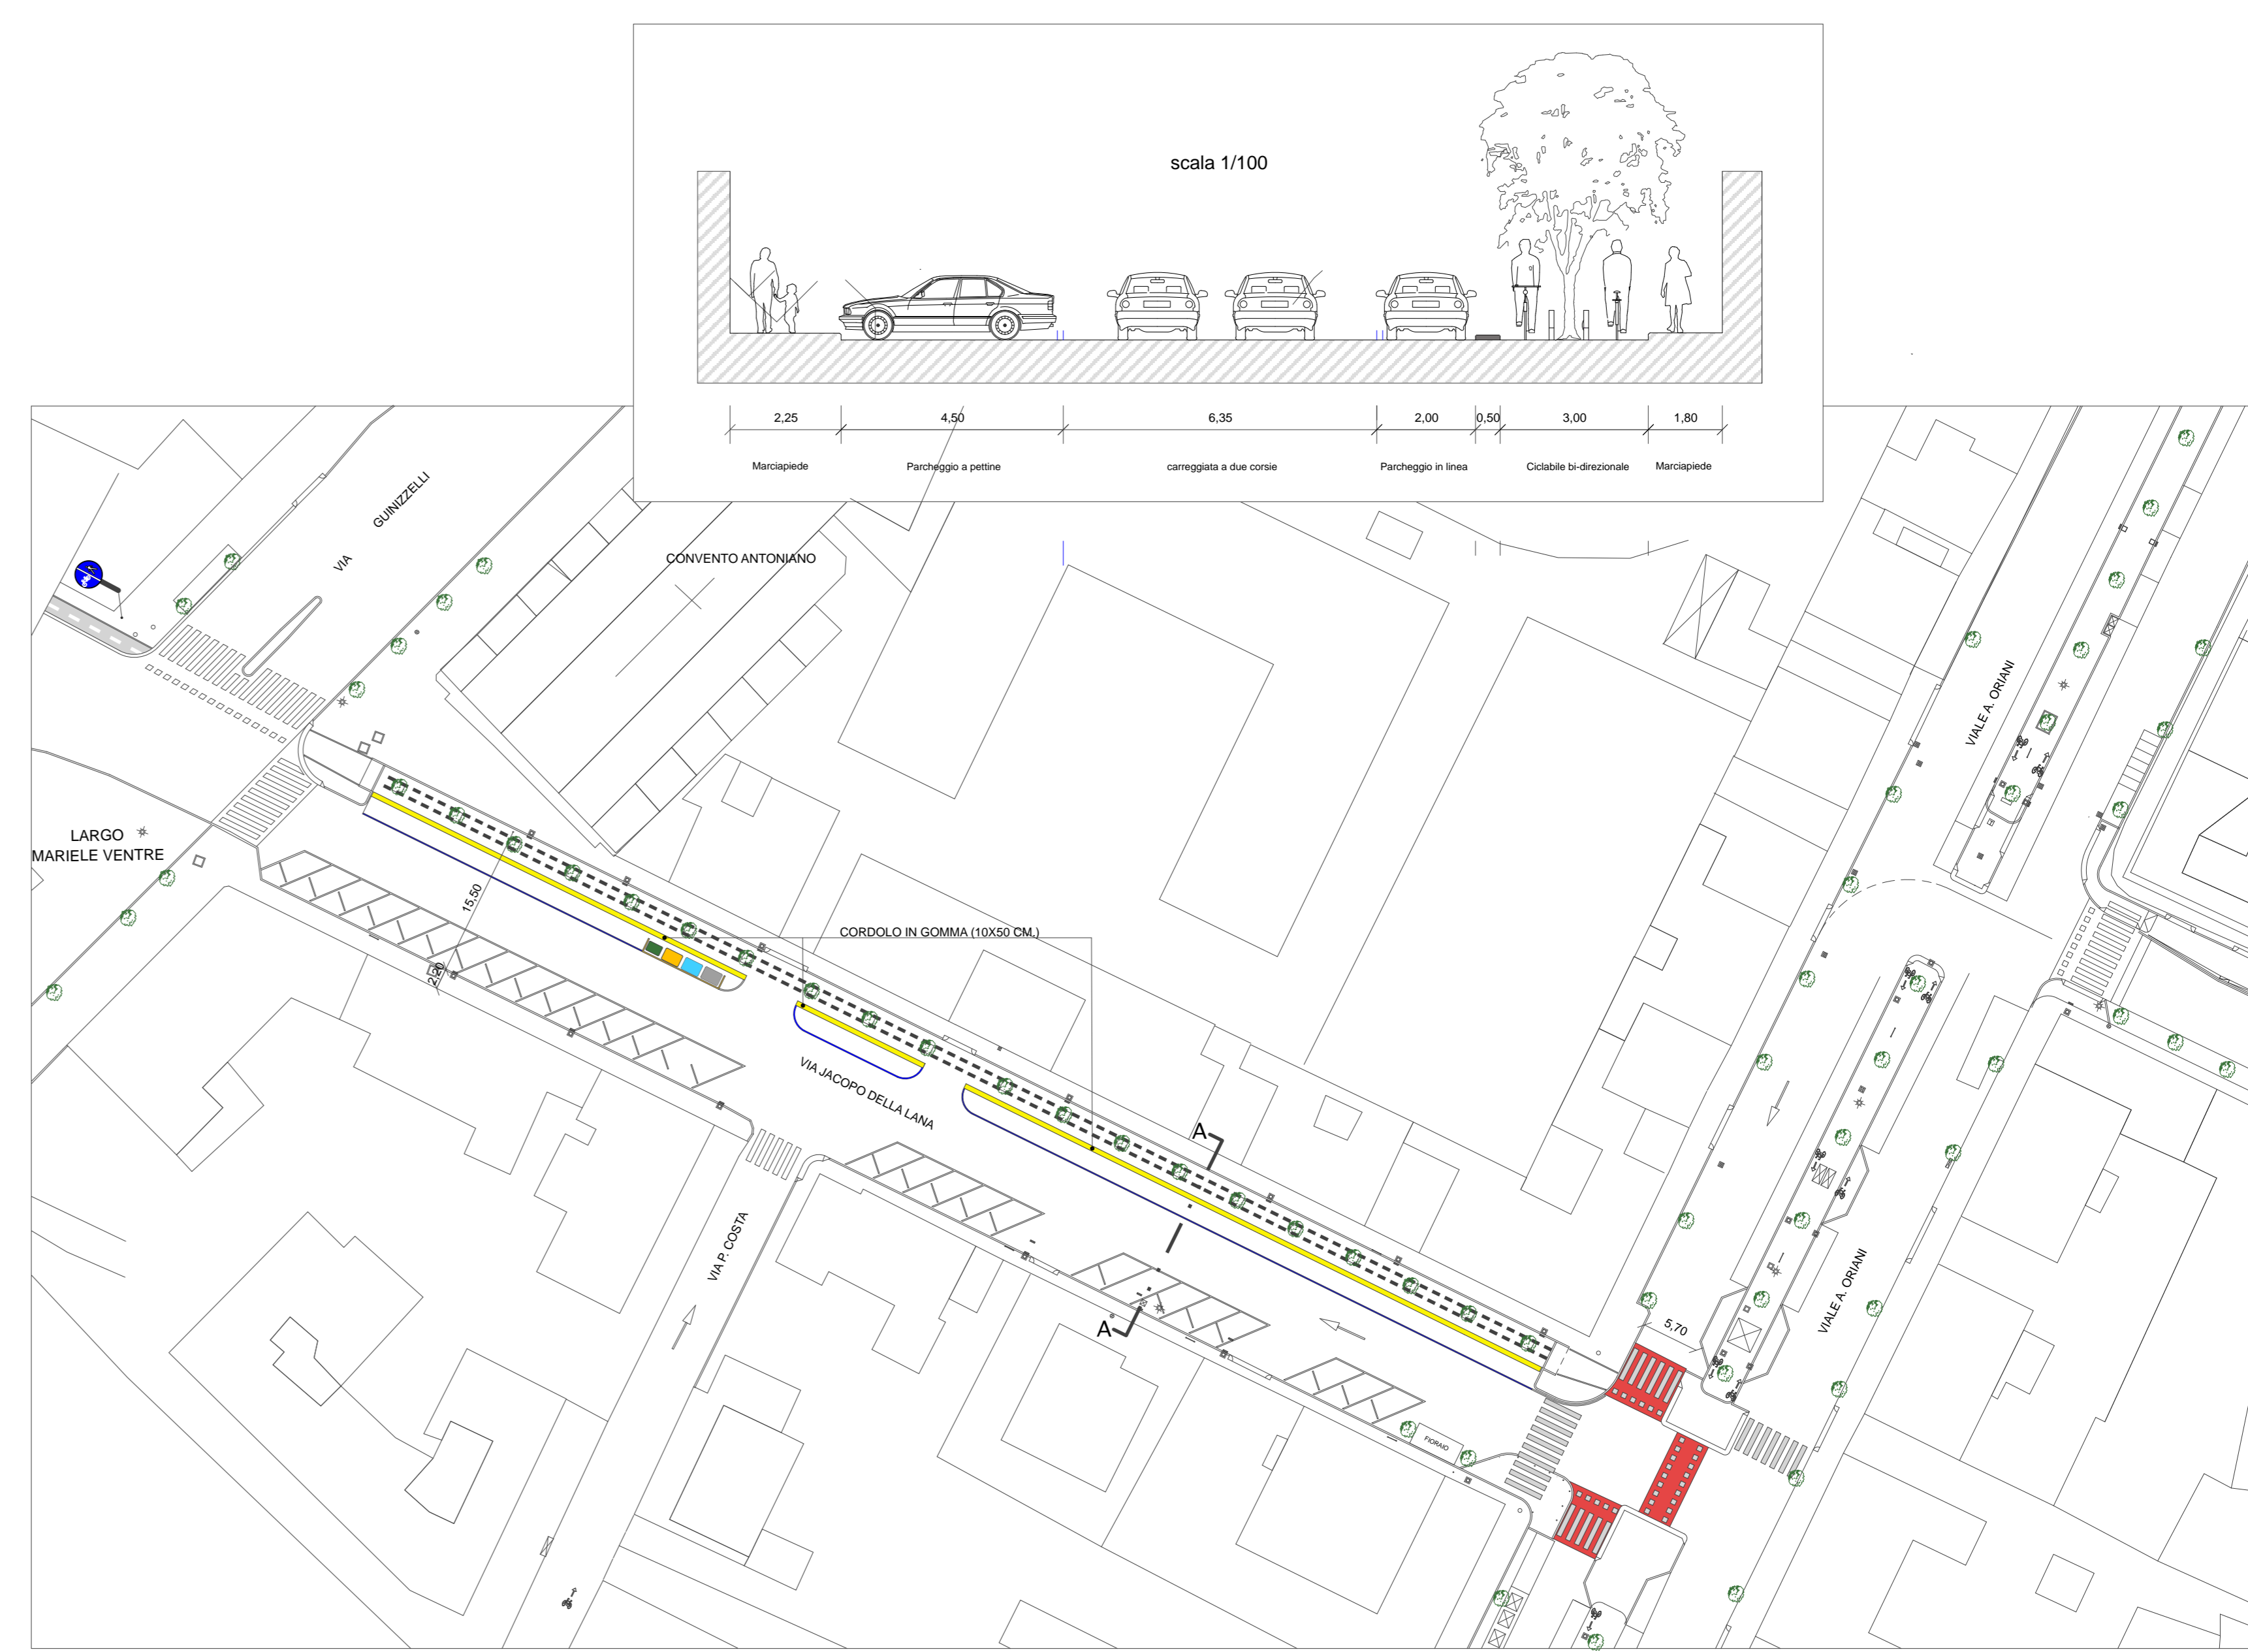 scala 1/100
2,25
4,50
6,35
2,00
0,50
3,00
1,80
Marciapiede
Parcheggio a pettine
carreggiata a due corsie
Parcheggio in linea
Ciclabile bi-direzionale
Marciapiede
VIA
GUINIZZELLI
CONVENTO ANTONIANO
VIALE A. ORIANI
LARGO
MARIELE VENTRE
15,50
2,20
CORDOLO IN GOMMA (10X50 CM.)
VIA JACOPO DELLA LANA
A
VIA P. COSTA
A
VIALE A. ORIANI
5,70
FIORAIO